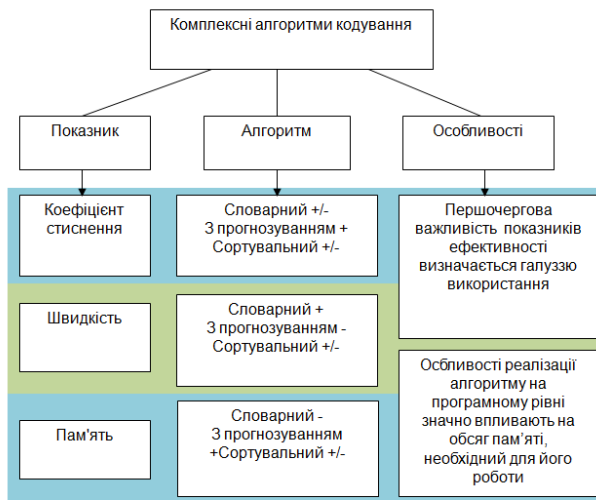 Комплексні алгоритми кодування
Показник
Алгоритм
Особливості
Коефіцієнт
стиснення
Словарний +/-
З прогнозуванням +
Сортувальний +/-
Першочергова
важливість показників
ефективності
визначається галуззю
використання
Швидкість
Словарний +
З прогнозуванням -
Сортувальний +/-
Осбливості реалізації
алгоритму на
програмному рівні
значно впливають на
обсяг пам’яті,
необхідний для його
роботи
Пам'ять
Словарний -
З прогнозуванням
+Сортувальний +/-